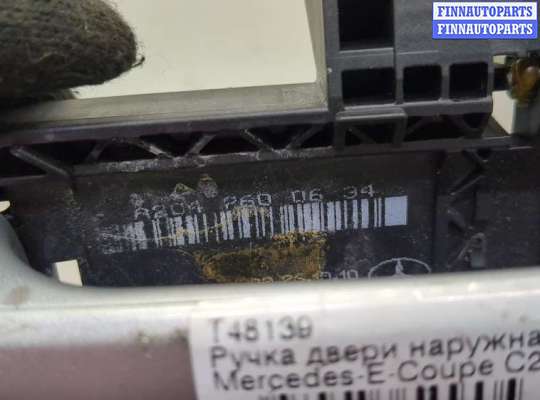 FINNAUTOPARTS
FINNAUTOPARTS
A204 760 06 34
T48139
Ручка двери наружна
Mercedes-E-Coupe C2